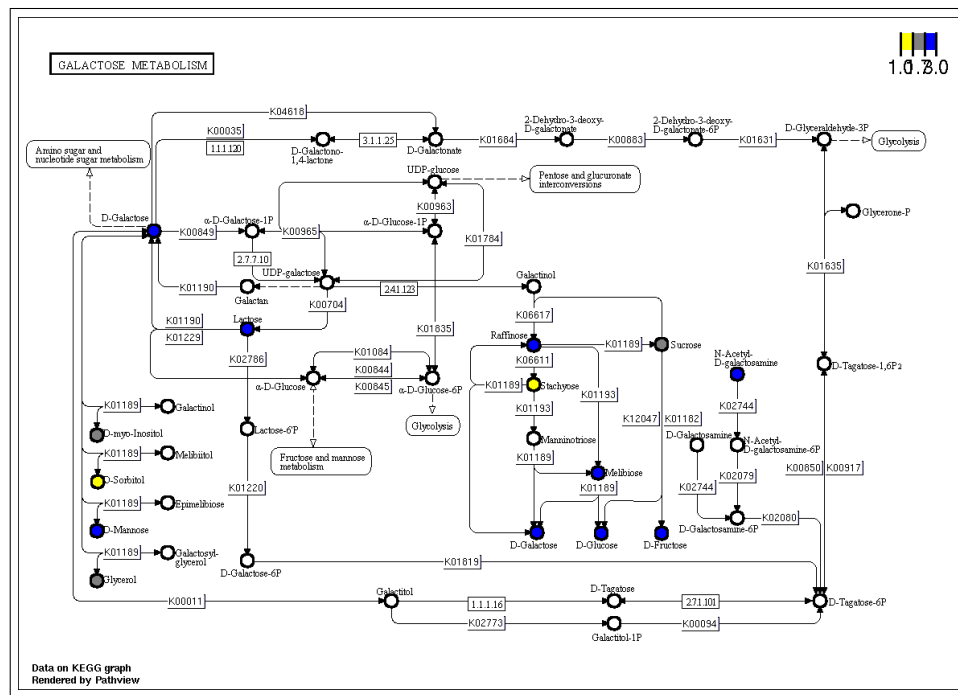 GALACTOSE METABOLISM
1.0
1.7
3.0
K04618
K00035
1.1.1.120
D-Galactono-
1,4-lactone
3.1.1.25
D-Galactonate
K01684
2-Dehydro-3-deoxy-
D-galactonate
K00883
2-Dehydro-3-deoxy-
D-galactonate-6P
K01631
D-Glyceraldehyde-3P
Glycolysis
Amino sugar and
nucleotide sugar metabolism
UDP-glucose
Pentose and glucuronate
interconversions
K00963
D-Galactose
K00849
α-D-Galactose-1P
K00965
α-D-Glucose-1P
K01784
Glycerone-P
2.7.7.10
K01635
UDP-galactose
K01190
Galactan
2.4.1.123
Galactinol
K00704
K01190
K01229
Lactose
K01835
K06617
Raffinose
K01189
Sucrose
K02786
K01084
K00844
K00845
α-D-Glucose
α-D-Glucose-6P
K06611
K01189
Stachyose
K01193
N-Acetyl-
D-galactosamine
D-Tagatose-1,6P2
K01189
Galactinol
D-myo-Inositol
Glycolysis
K01193
K12047
K01182
K02744
Lactose-6'P
Manninotriose
D-Galactosamine
N-Acetyl-
D-galactosamine-6P
K01189
Melibiitol
D-Sorbitol
Fructose and mannose
metabolism
K01189
Melibiose
K00850
K00917
K01220
K01189
K02744
K02079
K01189
Epimelibiose
D-Mannose
D-Galactosamine-6P
K02080
D-Galactose
D-Glucose
D-Fructose
K01189
Galactosyl-
glycerol
Glycerol
D-Galactose-6P
K01819
K00011
Galactitol
1.1.1.16
D-Tagatose
2.7.1.101
D-Tagatose-6P
K02773
Galactitol-1P
K00094
Data on KEGG graph
Rendered by Pathview